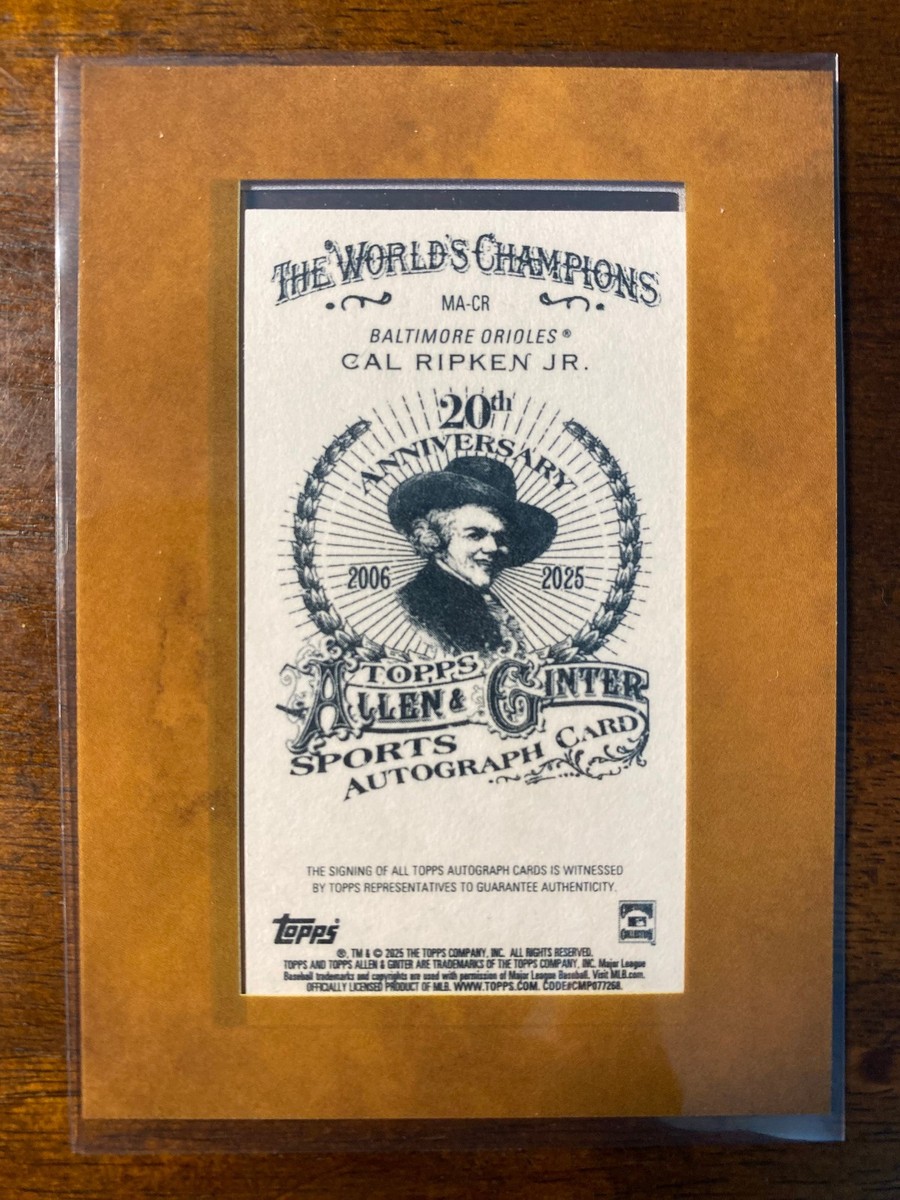 THE WORLD'S CHAMPIONS
MA-CR
BALTIMORE ORIOLES®
CAL RIPKEN JR.
20th
ANNIVERSARY
2006 2025
TOPPS
ALLEN & GINTER
SPORTS
AUTOGRAPH CARD
THE SIGNING OF ALL TOPPS AUTOGRAPH CARDS IS WITNESSED
BY TOPPS REPRESENTATIVES TO GUARANTEE AUTHENTICITY.
topps
®, TM & © 2025 THE TOPPS COMPANY, INC. ALL RIGHTS RESERVED.
TOPPS AND TOPPS ALLEN & GINTER ARE TRADEMARKS OF THE TOPPS COMPANY, INC. Major League
Baseball trademarks and copyrights are used with permission of Major League Baseball. Visit MLB.com.
OFFICIALLY LICENSED PRODUCT OF MLB. WWW.TOPPS.COM. CODE#CMP077268.